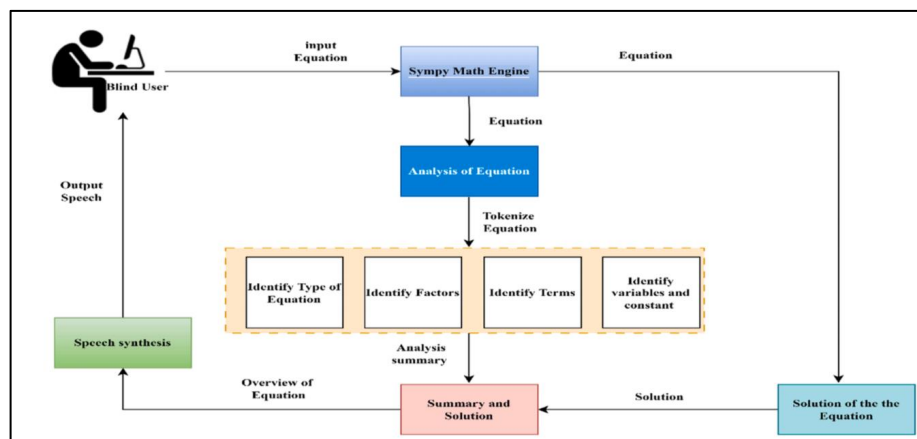 input
Equation
Equation
Sympy Math Engine
Blind User
Equation
Analysis of Equation
Output
Speech
Tokenize
Equation
Identify Type of
Equation
Identify Factors
Identify Terms
Identify
variables and
constant
Speech synthesis
Analysis
summary
Overview of
Equation
Summary and
Solution
Solution
Solution of the the
Equation